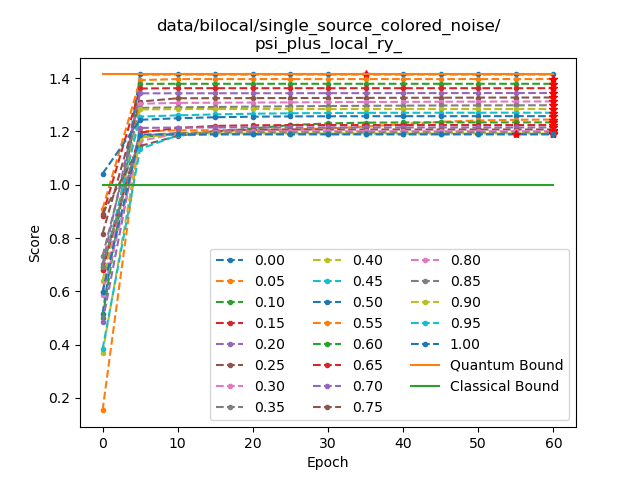 data/bilocal/single_source_colored_noise/
psi_plus_local_ry_
Score
1.4
1.2
1.0
0.8
0.6
0.4
0.2
0.00 0.40 0.80
0.05 0.45 0.85
0.10 0.50 0.90
0.15 0.55 0.95
0.20 0.60 1.00
0.25 0.65 Quantum Bound
0.30 0.70 Classical Bound
0.35 0.75
0 10 20 30 40 50 60
Epoch